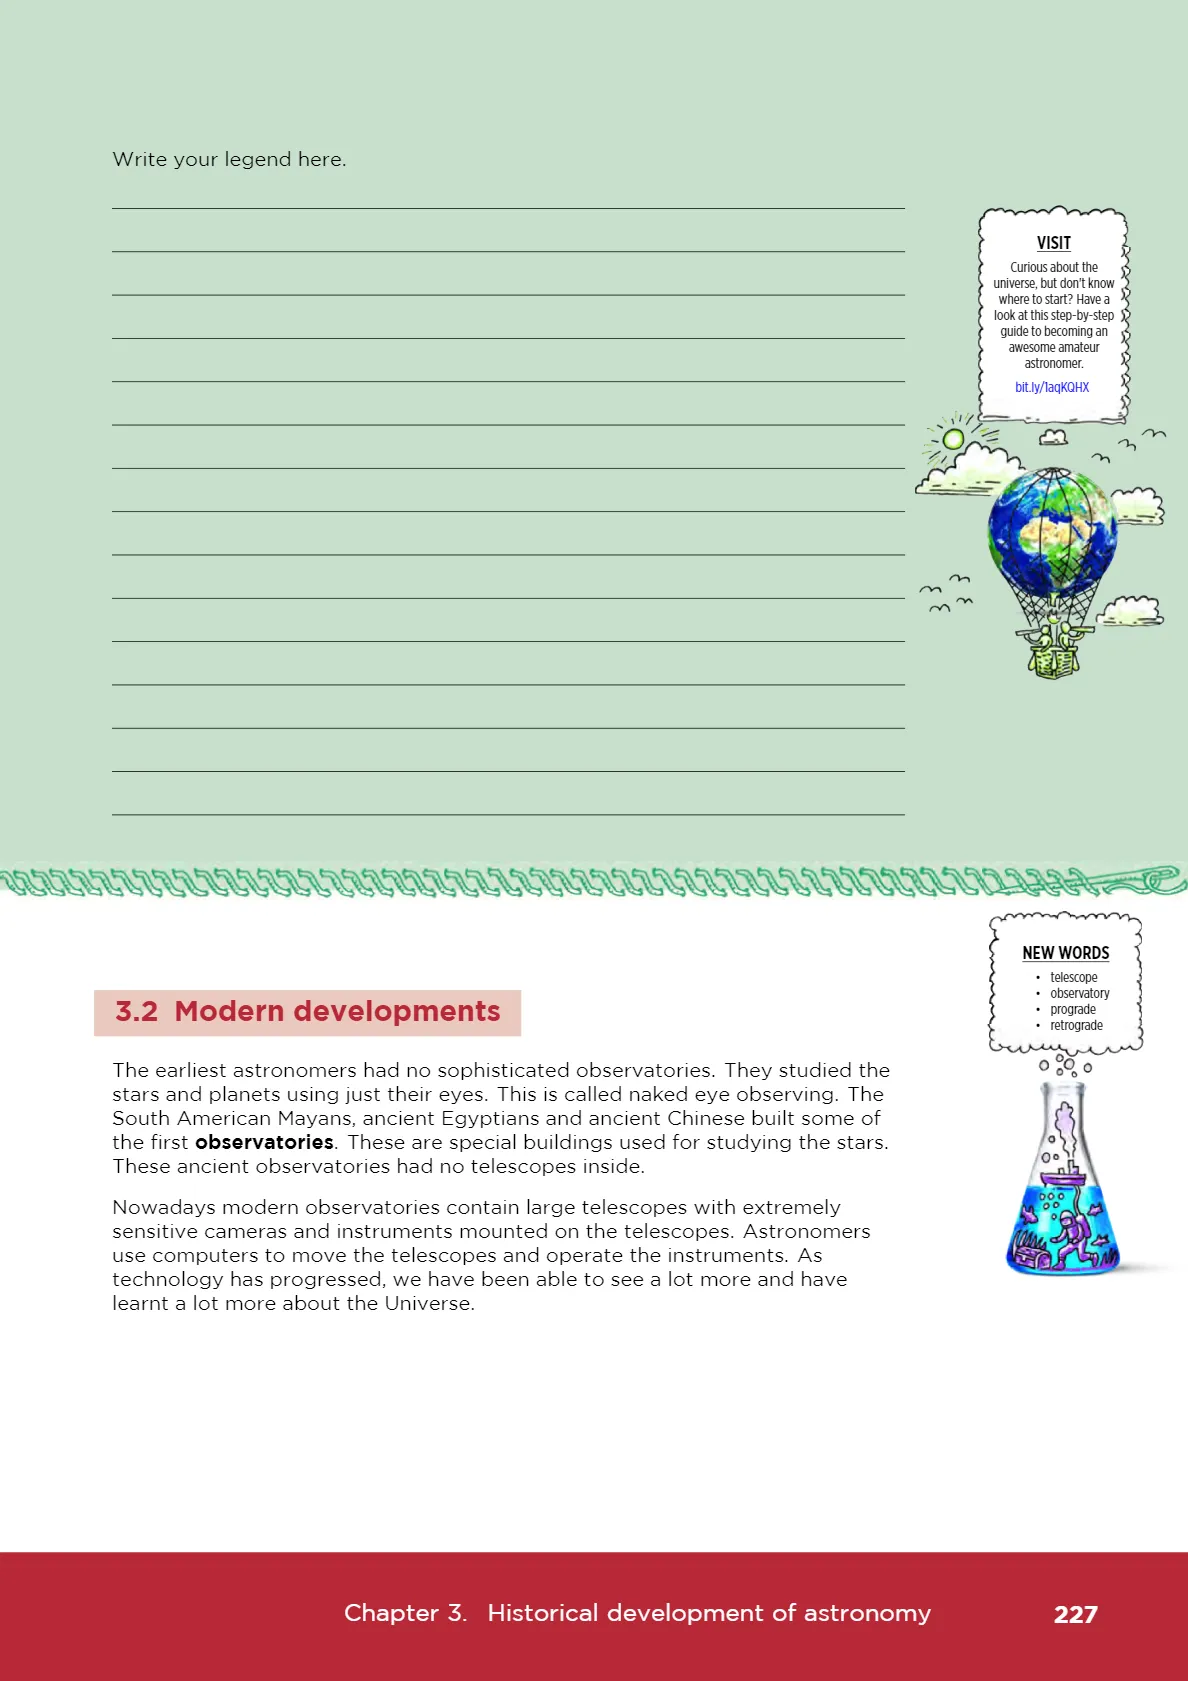 Write your legend here.
VISIT
Curious about the
universe, but don't know
where to start? Have a
look at this step-by-step
guide to becoming an
awesome amateur
astronomer.
bit.ly/1aqKQHX
NEW WORDS
• telescope
• observatory
• prograde
• retrograde
3.2 Modern developments
The earliest astronomers had no sophisticated observatories. They studied the
stars and planets using just their eyes. This is called naked eye observing. The
South American Mayans, ancient Egyptians and ancient Chinese built some of
the first observatories. These are special buildings used for studying the stars.
These ancient observatories had no telescopes inside.
Nowadays modern observatories contain large telescopes with extremely
sensitive cameras and instruments mounted on the telescopes. Astronomers
use computers to move the telescopes and operate the instruments. As
technology has progressed, we have been able to see a lot more and have
learnt a lot more about the Universe.
Chapter 3. Historical development of astronomy 227